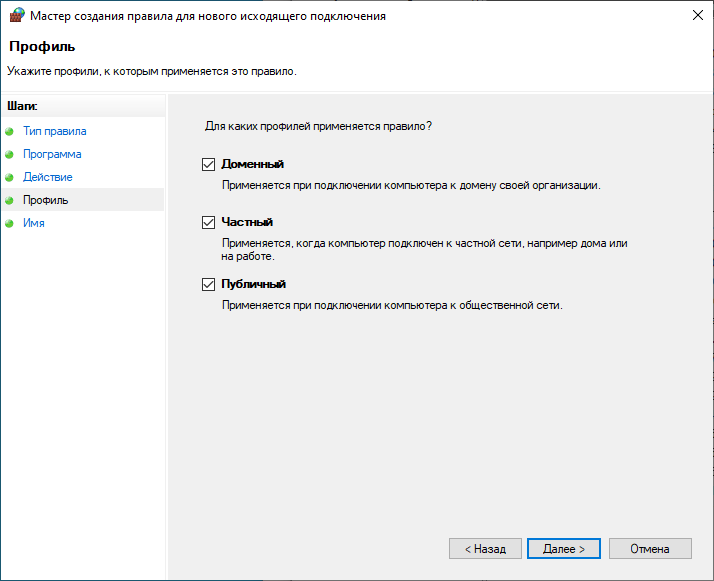 Мастер создания правила для нового исходящего подключения
Профиль
Укажите профили, к которым применяется это правило.
Шаги:
Тип правила
Программа
Действие
Профиль
Имя
Для каких профилей применяется правило?
Доменный
Применяется при подключении компьютера к домену своей организации.
Частный
Применяется, когда компьютер подключен к частной сети, например дома или
на работе.
Публичный
Применяется при подключении компьютера к общественной сети.
< Назад
Далее >
Отмена